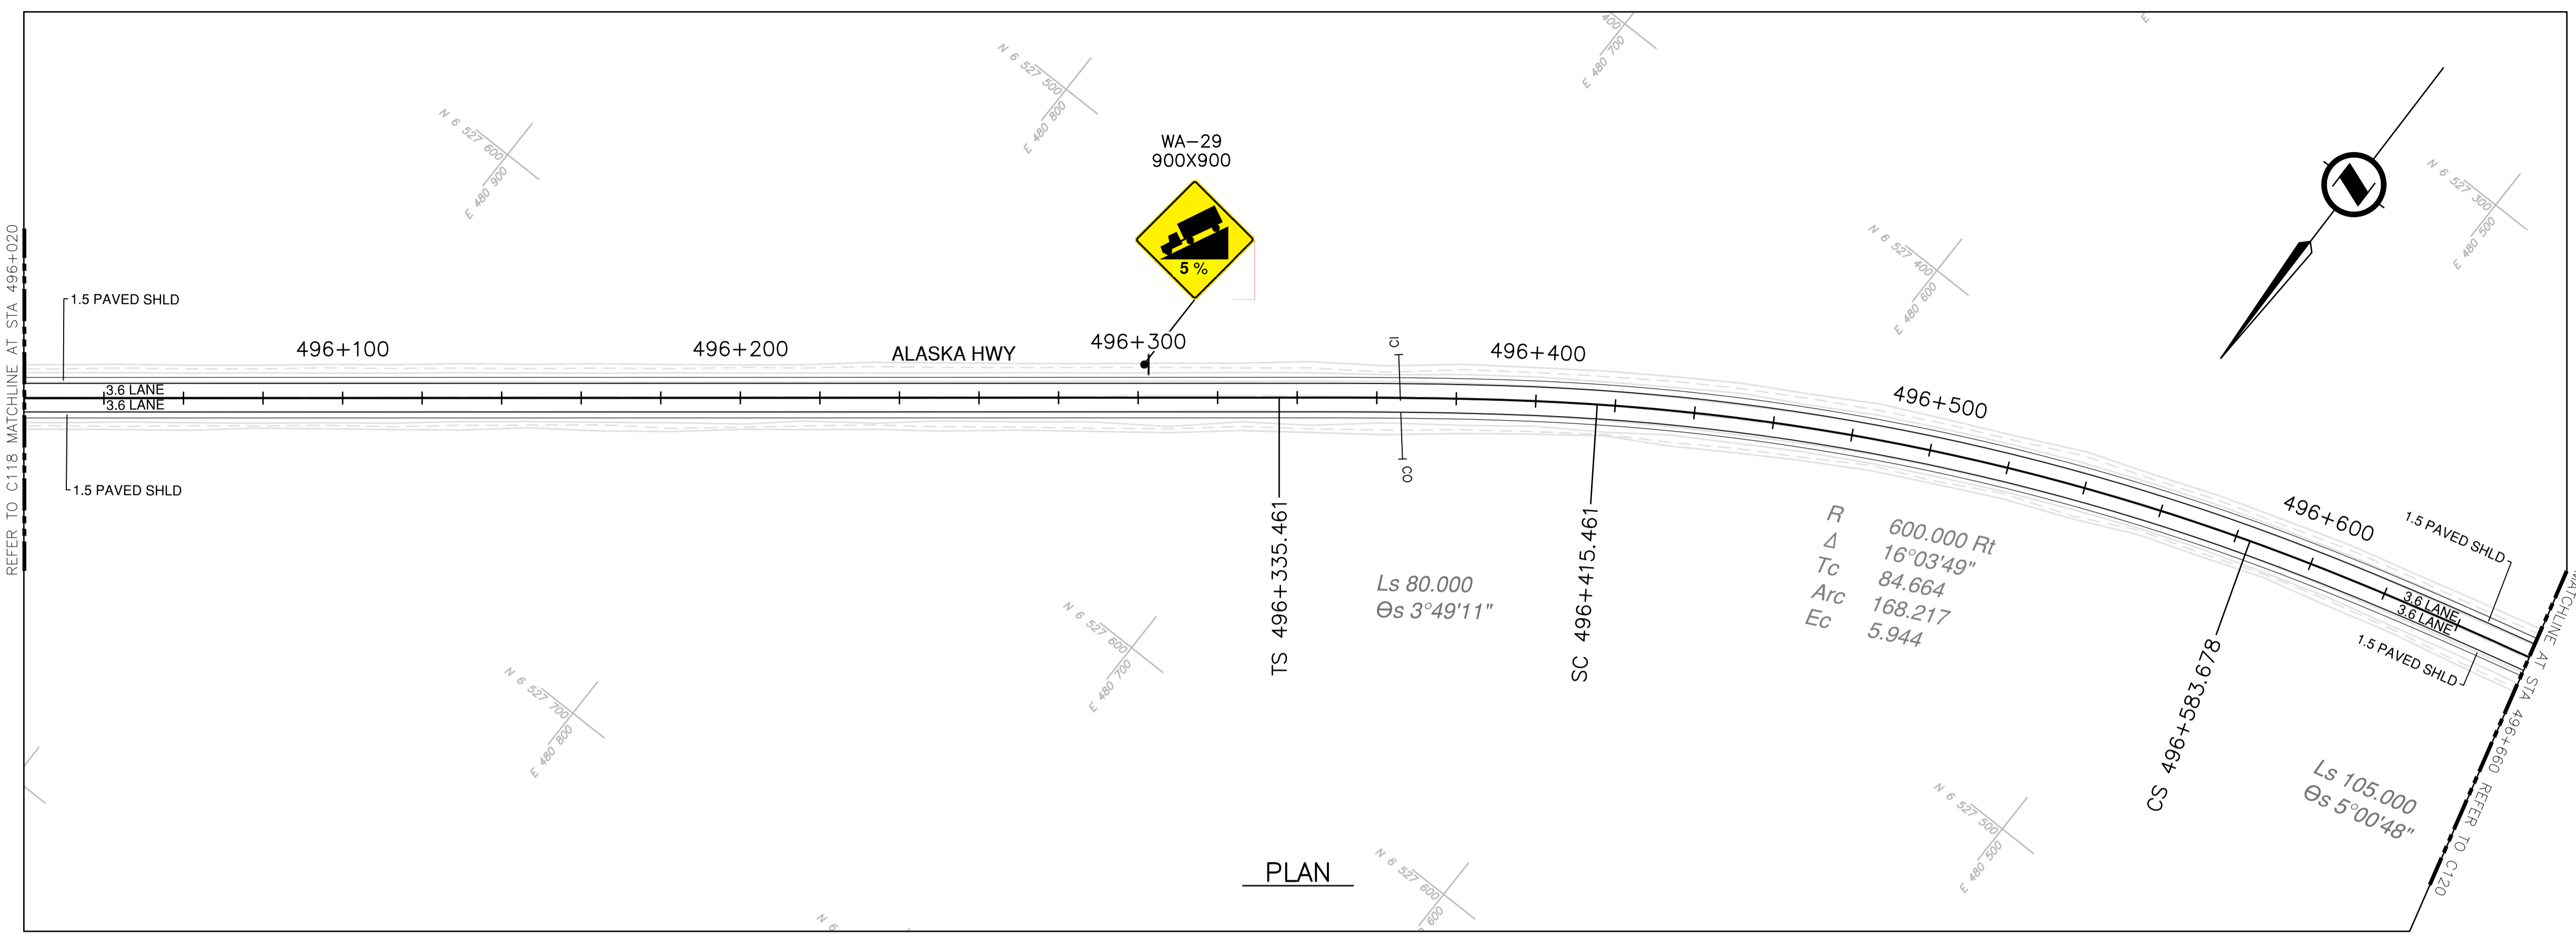 400
E 480 700
E
N 6 527 500
E 480 800
N 6 527 600
E 480 900
WA-29
900X900
5 %
N 6 527 300
E 480 500
N 6 527 400
E 480 600
REFER TO C118 MATCHLINE AT STA 496+020
1.5 PAVED SHLD
496+100
496+200
ALASKA HWY
496+300
CI
496+400
496+500
496+600
1.5 PAVED SHLD
3.6 LANE
3.6 LANE
1.5 PAVED SHLD
CO
TS 496+335.461
Ls 80.000
Θs 3°49'11"
SC 496+415.461
R 600.000 Rt
Δ 16°03'49"
Tc 84.664
Arc 168.217
Ec 5.944
3.6 LANE
3.6 LANE
1.5 PAVED SHLD
CS 496+583.678
MATCHLINE AT STA 496+660 REFER TO C120
Ls 105.000
Θs 5°00'48"
N 6 527 600
E 480 700
N 6 527 700
E 480 800
N 6 527 500
E 480 500
N 6 527 600
600
N 6
PLAN